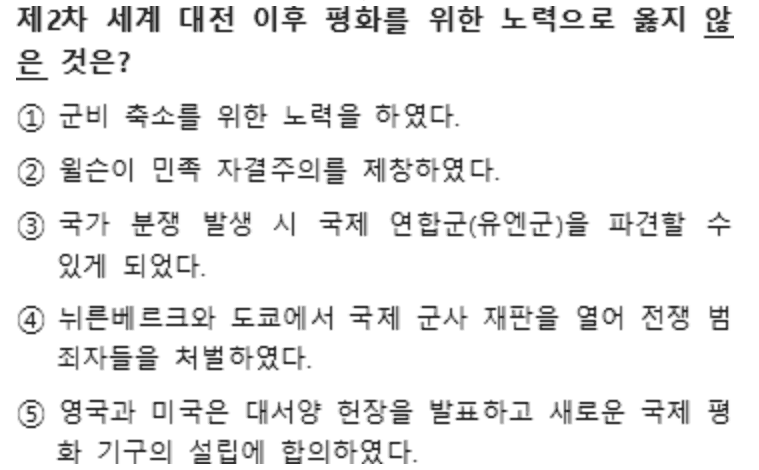 제2차 세계 대전 이후 평화를 위한 노력으로 옳지 않
은 것은?
① 군비 축소를 위한 노력을 하였다.
② 윌슨이 민족 자결주의를 제창하였다.
③ 국가 분쟁 발생 시 국제 연합군(유엔군)을 파견할 수
있게 되었다.
④ 뉘른베르크와 도쿄에서 국제 군사 재판을 열어 전쟁 범
죄자들을 처벌하였다.
⑤ 영국과 미국은 대서양 헌장을 발표하고 새로운 국제 평
화 기구의 설립에 합의하였다.